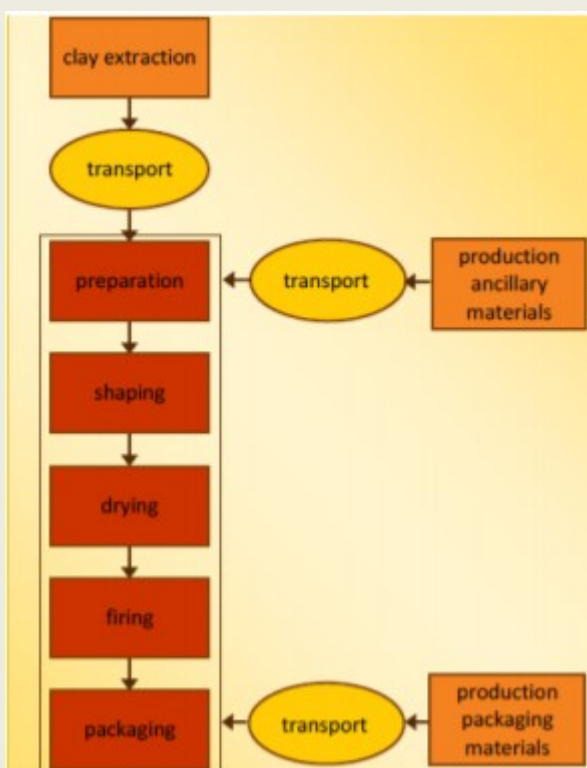 clay extraction
transport
preparation
transport
production
ancillary
materials
shaping
drying
firing
packaging
transport
production
packaging
materials